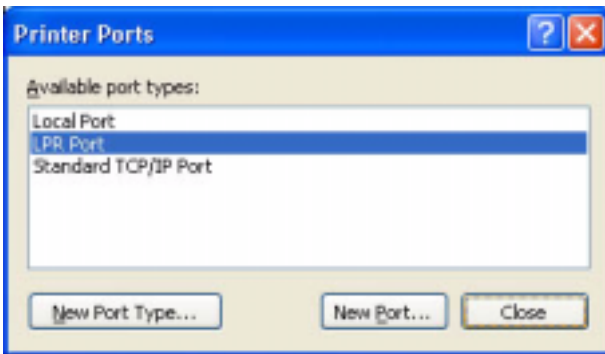 Printer Ports
Available port types:
Local Port
LPR Port
Standard TCP/IP Port
New Port Type... New Port... Close